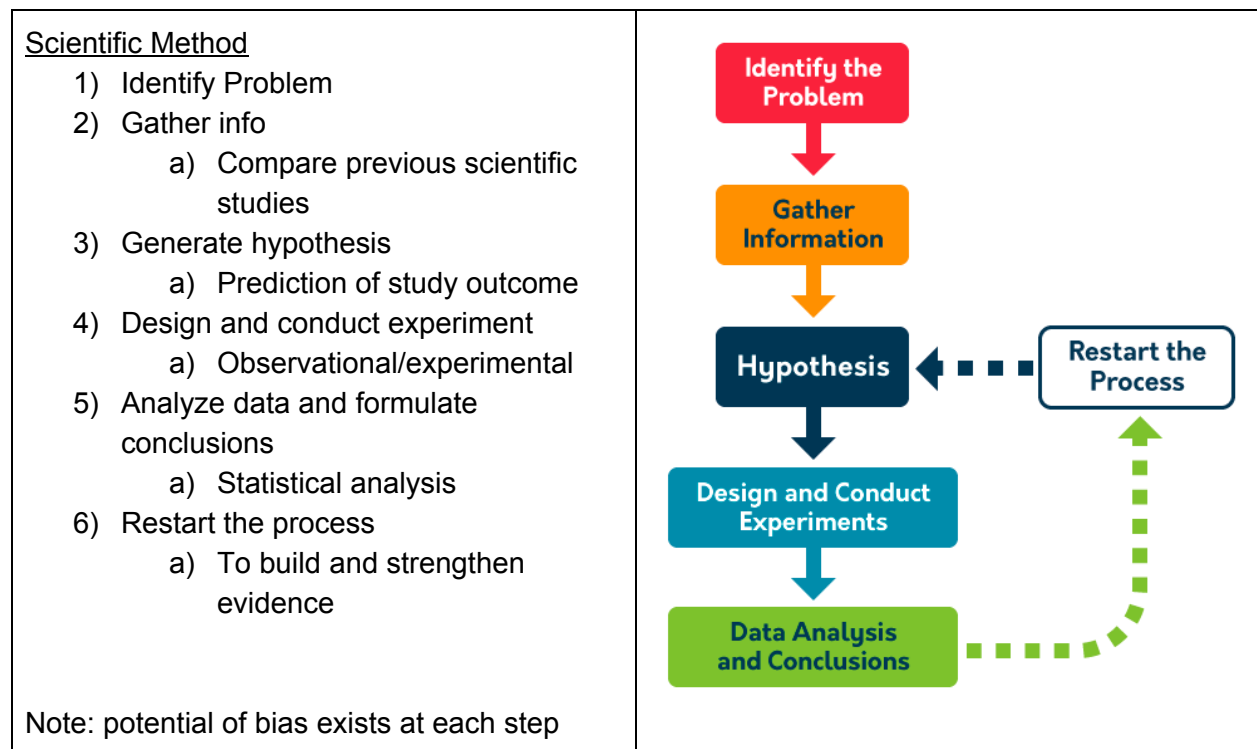 Scientific Method
1) Identify Problem
2) Gather info
a) Compare previous scientific
studies
3) Generate hypothesis
a) Prediction of study outcome
4) Design and conduct experiment
a) Observational/experimental
5) Analyze data and formulate
conclusions
a) Statistical analysis
6) Restart the process
a) To build and strengthen
evidence
Note: potential of bias exists at each step
Identify the
Problem
Gather
Information
Hypothesis
Restart the
Process
Design and Conduct
Experiments
Data Analysis
and Conclusions